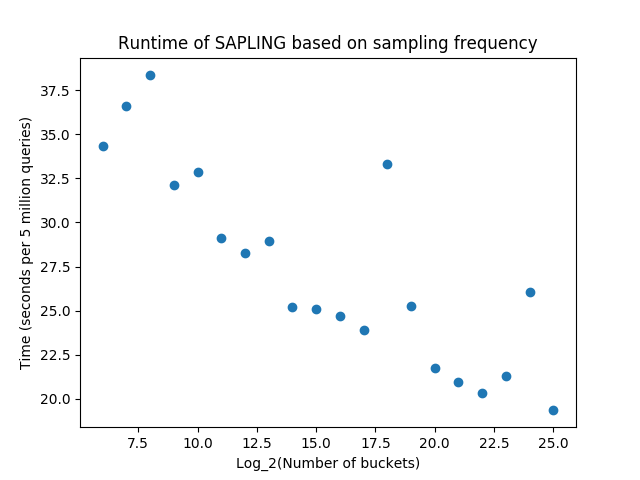 Runtime of SAPLING based on sampling frequency
Time (seconds per 5 million queries)
37.5
35.0
32.5
30.0
27.5
25.0
22.5
20.0
7.5 10.0 12.5 15.0 17.5 20.0 22.5 25.0
Log_2(Number of buckets)